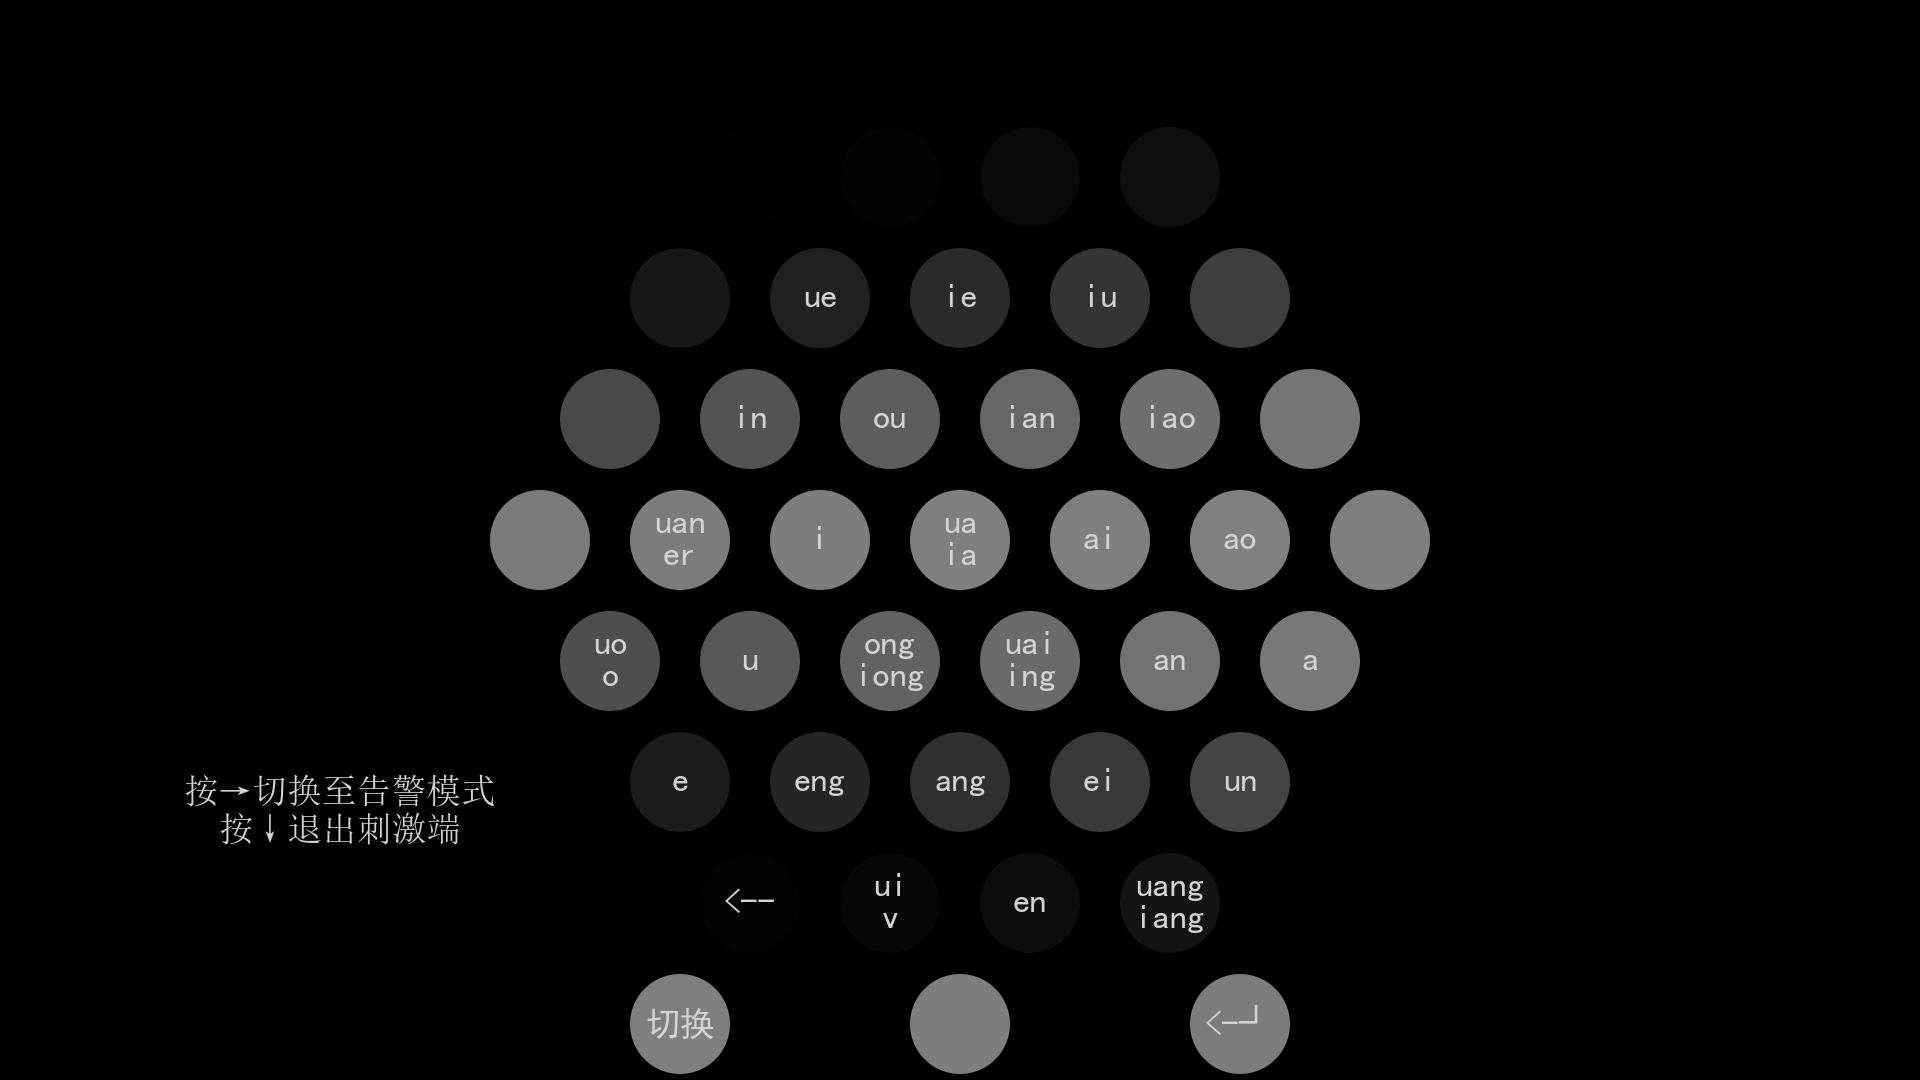 ue
ie
iu
in
ou
ian
iao
uan
er
i
ua
ia
ai
ao
uo
o
u
ong
iong
uai
ing
an
a
按→切换至告警模式
按↓退出刺激端
e
eng
ang
ei
un
<--
ui
v
en
uang
iang
切换
<-┘